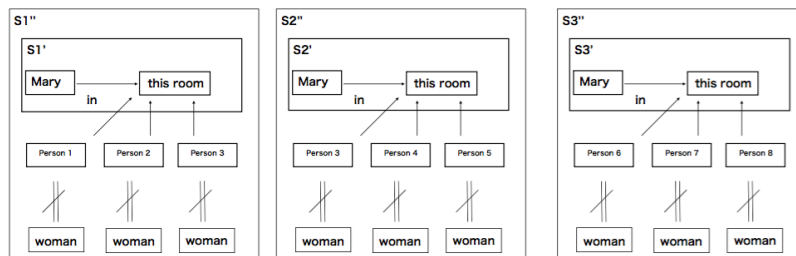 S1''
S1'
Mary
this room
in
Person 1
Person 2
Person 3
woman
woman
woman
S2''
S2'
Mary
this room
in
Person 3
Person 4
Person 5
woman
woman
woman
S3''
S3'
Mary
this room
in
Person 6
Person 7
Person 8
woman
woman
woman